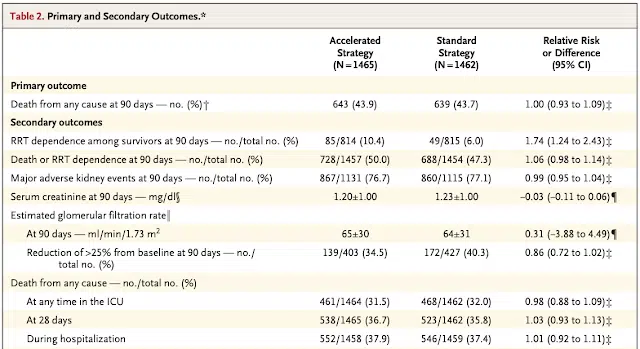 Table 2. Primary and Secondary Outcomes.*
Accelerated Strategy (N=1465) Standard Strategy (N=1462) Relative Risk or Difference (95% CI)
Primary outcome
Death from any cause at 90 days — no. (%)† 643 (43.9) 639 (43.7) 1.00 (0.93 to 1.09)‡
Secondary outcomes
RRT dependence among survivors at 90 days — no./total no. (%) 85/814 (10.4) 49/815 (6.0) 1.74 (1.24 to 2.43)‡
Death or RRT dependence at 90 days — no./total no. (%) 728/1457 (50.0) 688/1454 (47.3) 1.06 (0.98 to 1.14)‡
Major adverse kidney events at 90 days — no./total no. (%) 867/1131 (76.7) 860/1115 (77.1) 0.99 (0.95 to 1.04)‡
Serum creatinine at 90 days — mg/dl§ 1.20±1.00 1.23±1.00 −0.03 (−0.11 to 0.06)¶
Estimated glomerular filtration rate‖
At 90 days — ml/min/1.73 m² 65±30 64±31 0.31 (−3.88 to 4.49)¶
Reduction of >25% from baseline at 90 days — no./ 139/403 (34.5) 172/427 (40.3) 0.86 (0.72 to 1.02)‡
total no. (%)
Death from any cause — no./total no. (%)
At any time in the ICU 461/1464 (31.5) 468/1462 (32.0) 0.98 (0.88 to 1.09)‡
At 28 days 538/1465 (36.7) 523/1462 (35.8) 1.03 (0.93 to 1.13)‡
During hospitalization 552/1458 (37.9) 546/1459 (37.4) 1.01 (0.92 to 1.11)‡